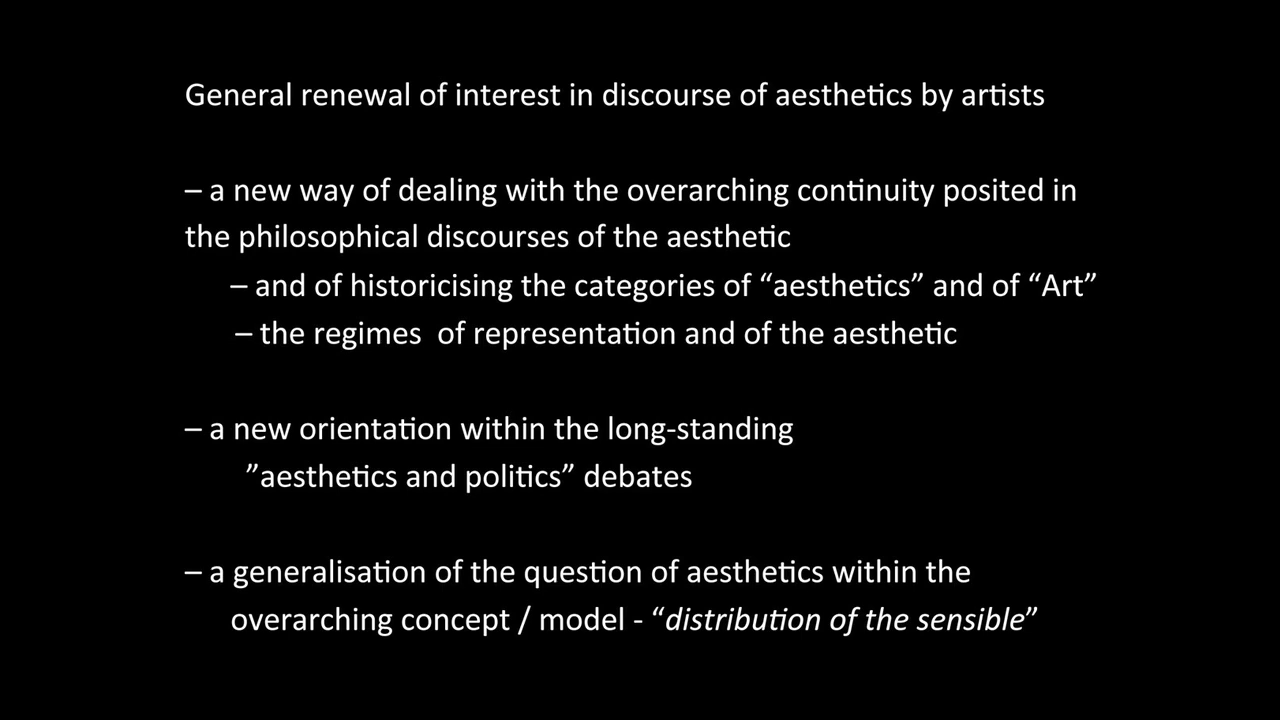 General renewal of interest in discourse of aesthetics by artists
– a new way of dealing with the overarching continuity posited in
the philosophical discourses of the aesthetic
– and of historicising the categories of “aesthetics” and of “Art”
– the regimes  of representation and of the aesthetic
– a new orientation within the long-standing
”aesthetics and politics” debates
– a generalisation of the question of aesthetics within the
overarching concept / model - “distribution of the sensible”